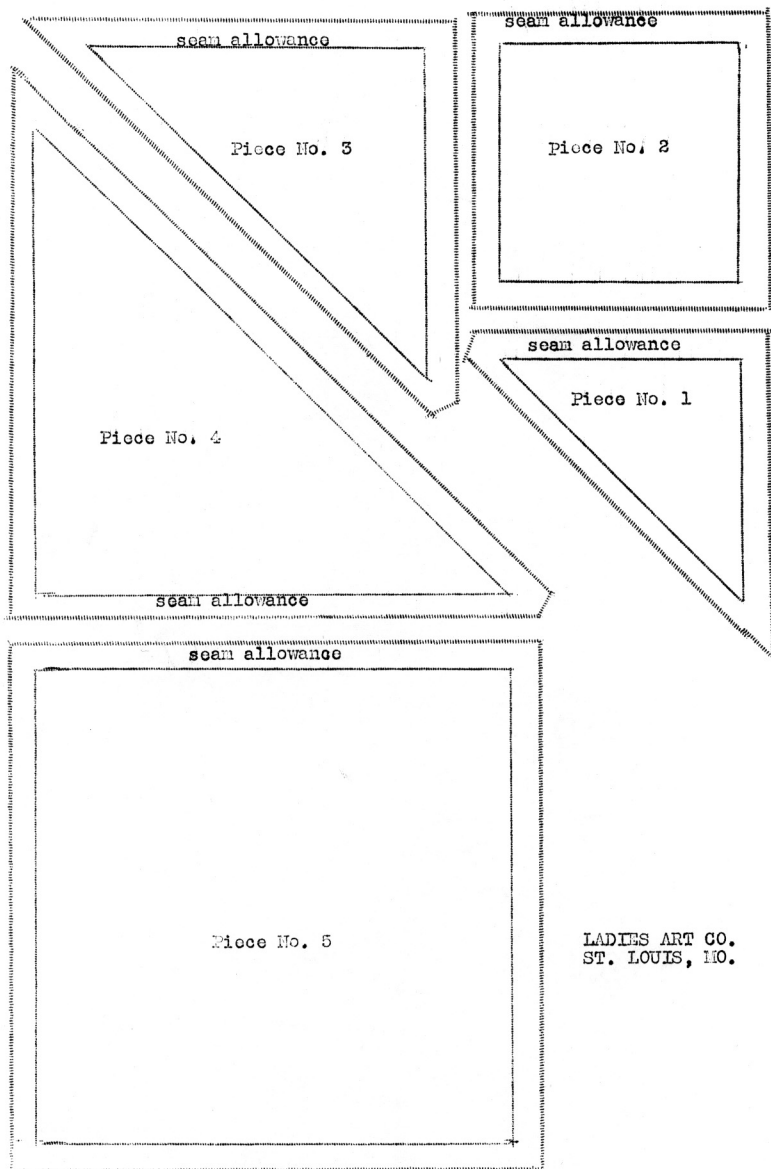 seam allowance
Piece No. 3
seam allowance
Piece No. 2
seam allowance
Piece No. 1
Piece No. 4
seam allowance
seam allowance
Piece No. 5
LADIES ART CO.
ST. LOUIS, MO.